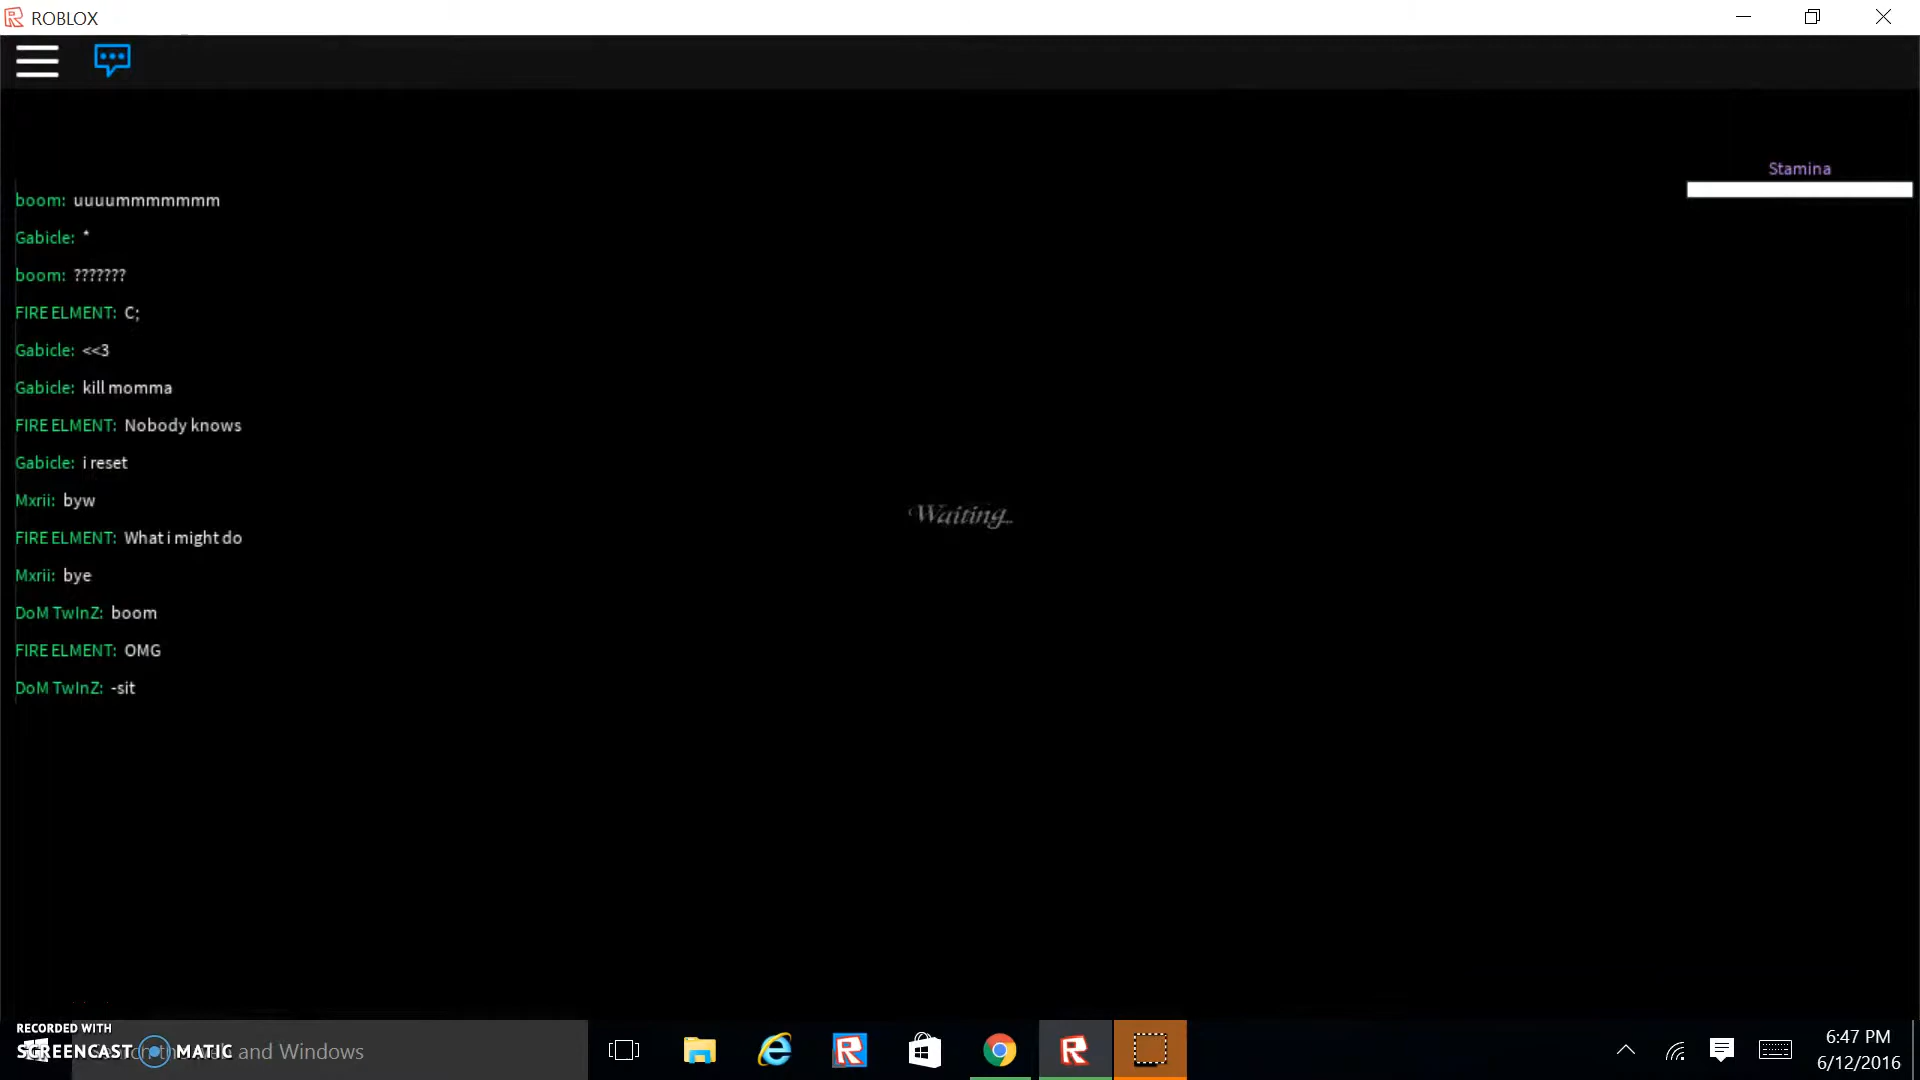 ROBLOX
Stamina
boom: uuuummmmmmm
Gabicle: *
boom: ???????
FIRE ELMENT: C;
Gabicle: <<3
Gabicle: kill momma
FIRE ELMENT: Nobody knows
Gabicle: i reset
Mxrii: byw
Waiting...
FIRE ELMENT: What i might do
Mxrii: bye
DoM TwInZ: boom
FIRE ELMENT: OMG
DoM TwInZ: -sit
RECORDED WITH
SCREENCAST MATIC
and Windows
6:47 PM
6/12/2016